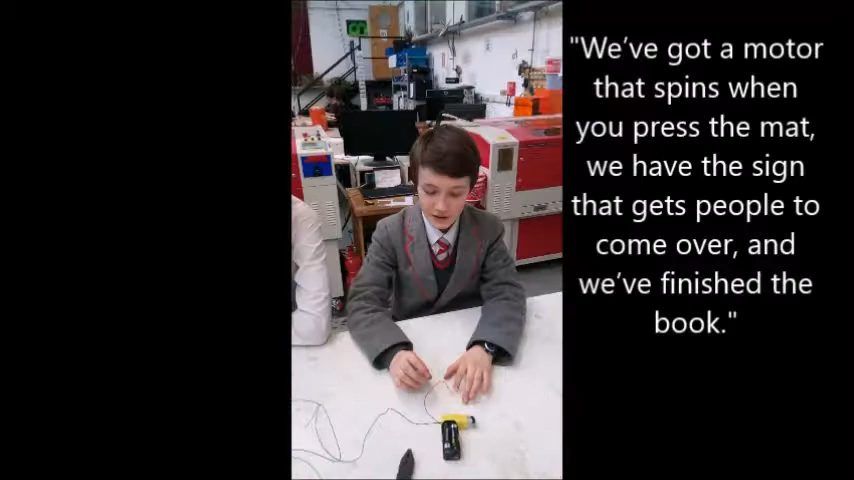 "We’ve got a motor
that spins when
you press the mat,
we have the sign
that gets people to
come over, and
we’ve finished the
book."